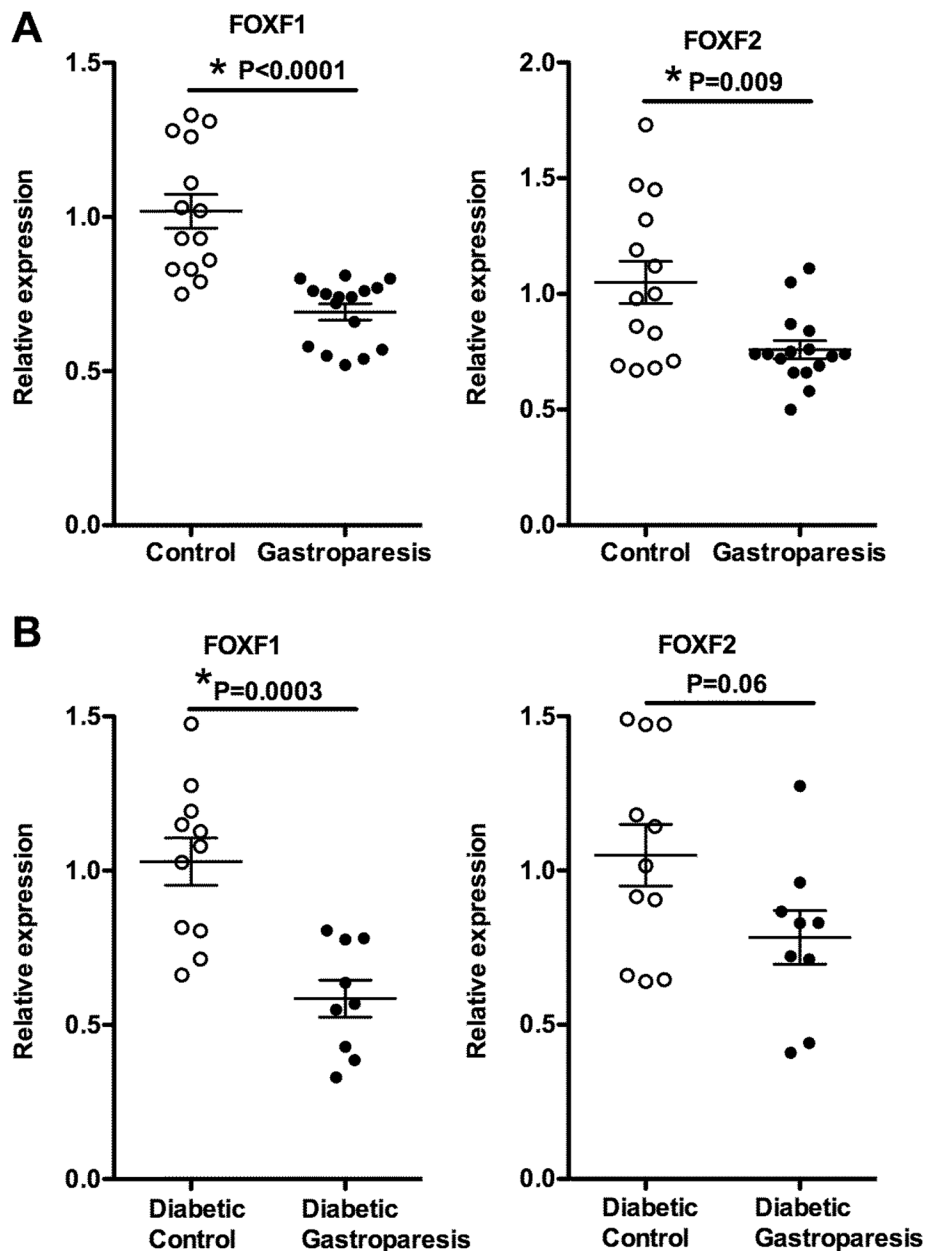 A
FOXF1
* P<0.0001
Relative expression
1.5
1.0
0.5
0.0
Control Gastroparesis
FOXF2
* P=0.009
Relative expression
2.0
1.5
1.0
0.5
0.0
Control Gastroparesis
B
FOXF1
*P=0.0003
Relative expression
1.5
1.0
0.5
0.0
Diabetic Diabetic
Control Gastroparesis
FOXF2
P=0.06
Relative expression
1.5
1.0
0.5
0.0
Diabetic Diabetic
Control Gastroparesis